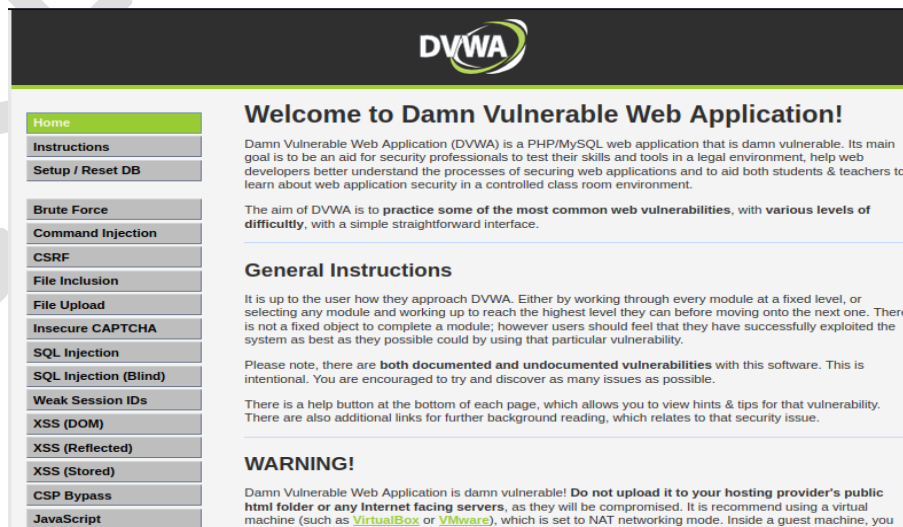 DVWA
Home
Instructions
Setup / Reset DB
Brute Force
Command Injection
CSRF
File Inclusion
File Upload
Insecure CAPTCHA
SQL Injection
SQL Injection (Blind)
Weak Session IDs
XSS (DOM)
XSS (Reflected)
XSS (Stored)
CSP Bypass
JavaScript
Welcome to Damn Vulnerable Web Application!
Damn Vulnerable Web Application (DVWA) is a PHP/MySQL web application that is damn vulnerable. Its main
goal is to be an aid for security professionals to test their skills and tools in a legal environment, help web
developers better understand the processes of securing web applications and to aid both students & teachers to
learn about web application security in a controlled class room environment.
The aim of DVWA is to practice some of the most common web vulnerabilities, with various levels of
difficultly, with a simple straightforward interface.
General Instructions
It is up to the user how they approach DVWA. Either by working through every module at a fixed level, or
selecting any module and working up to reach the highest level they can before moving onto the next one. There
is not a fixed object to complete a module; however users should feel that they have successfully exploited the
system as best as they possible could by using that particular vulnerability.
Please note, there are both documented and undocumented vulnerabilities with this software. This is
intentional. You are encouraged to try and discover as many issues as possible.
There is a help button at the bottom of each page, which allows you to view hints & tips for that vulnerability.
There are also additional links for further background reading, which relates to that security issue.
WARNING!
Damn Vulnerable Web Application is damn vulnerable! Do not upload it to your hosting provider's public
html folder or any Internet facing servers, as they will be compromised. It is recommend using a virtual
machine (such as VirtualBox or VMware), which is set to NAT networking mode. Inside a guest machine, you